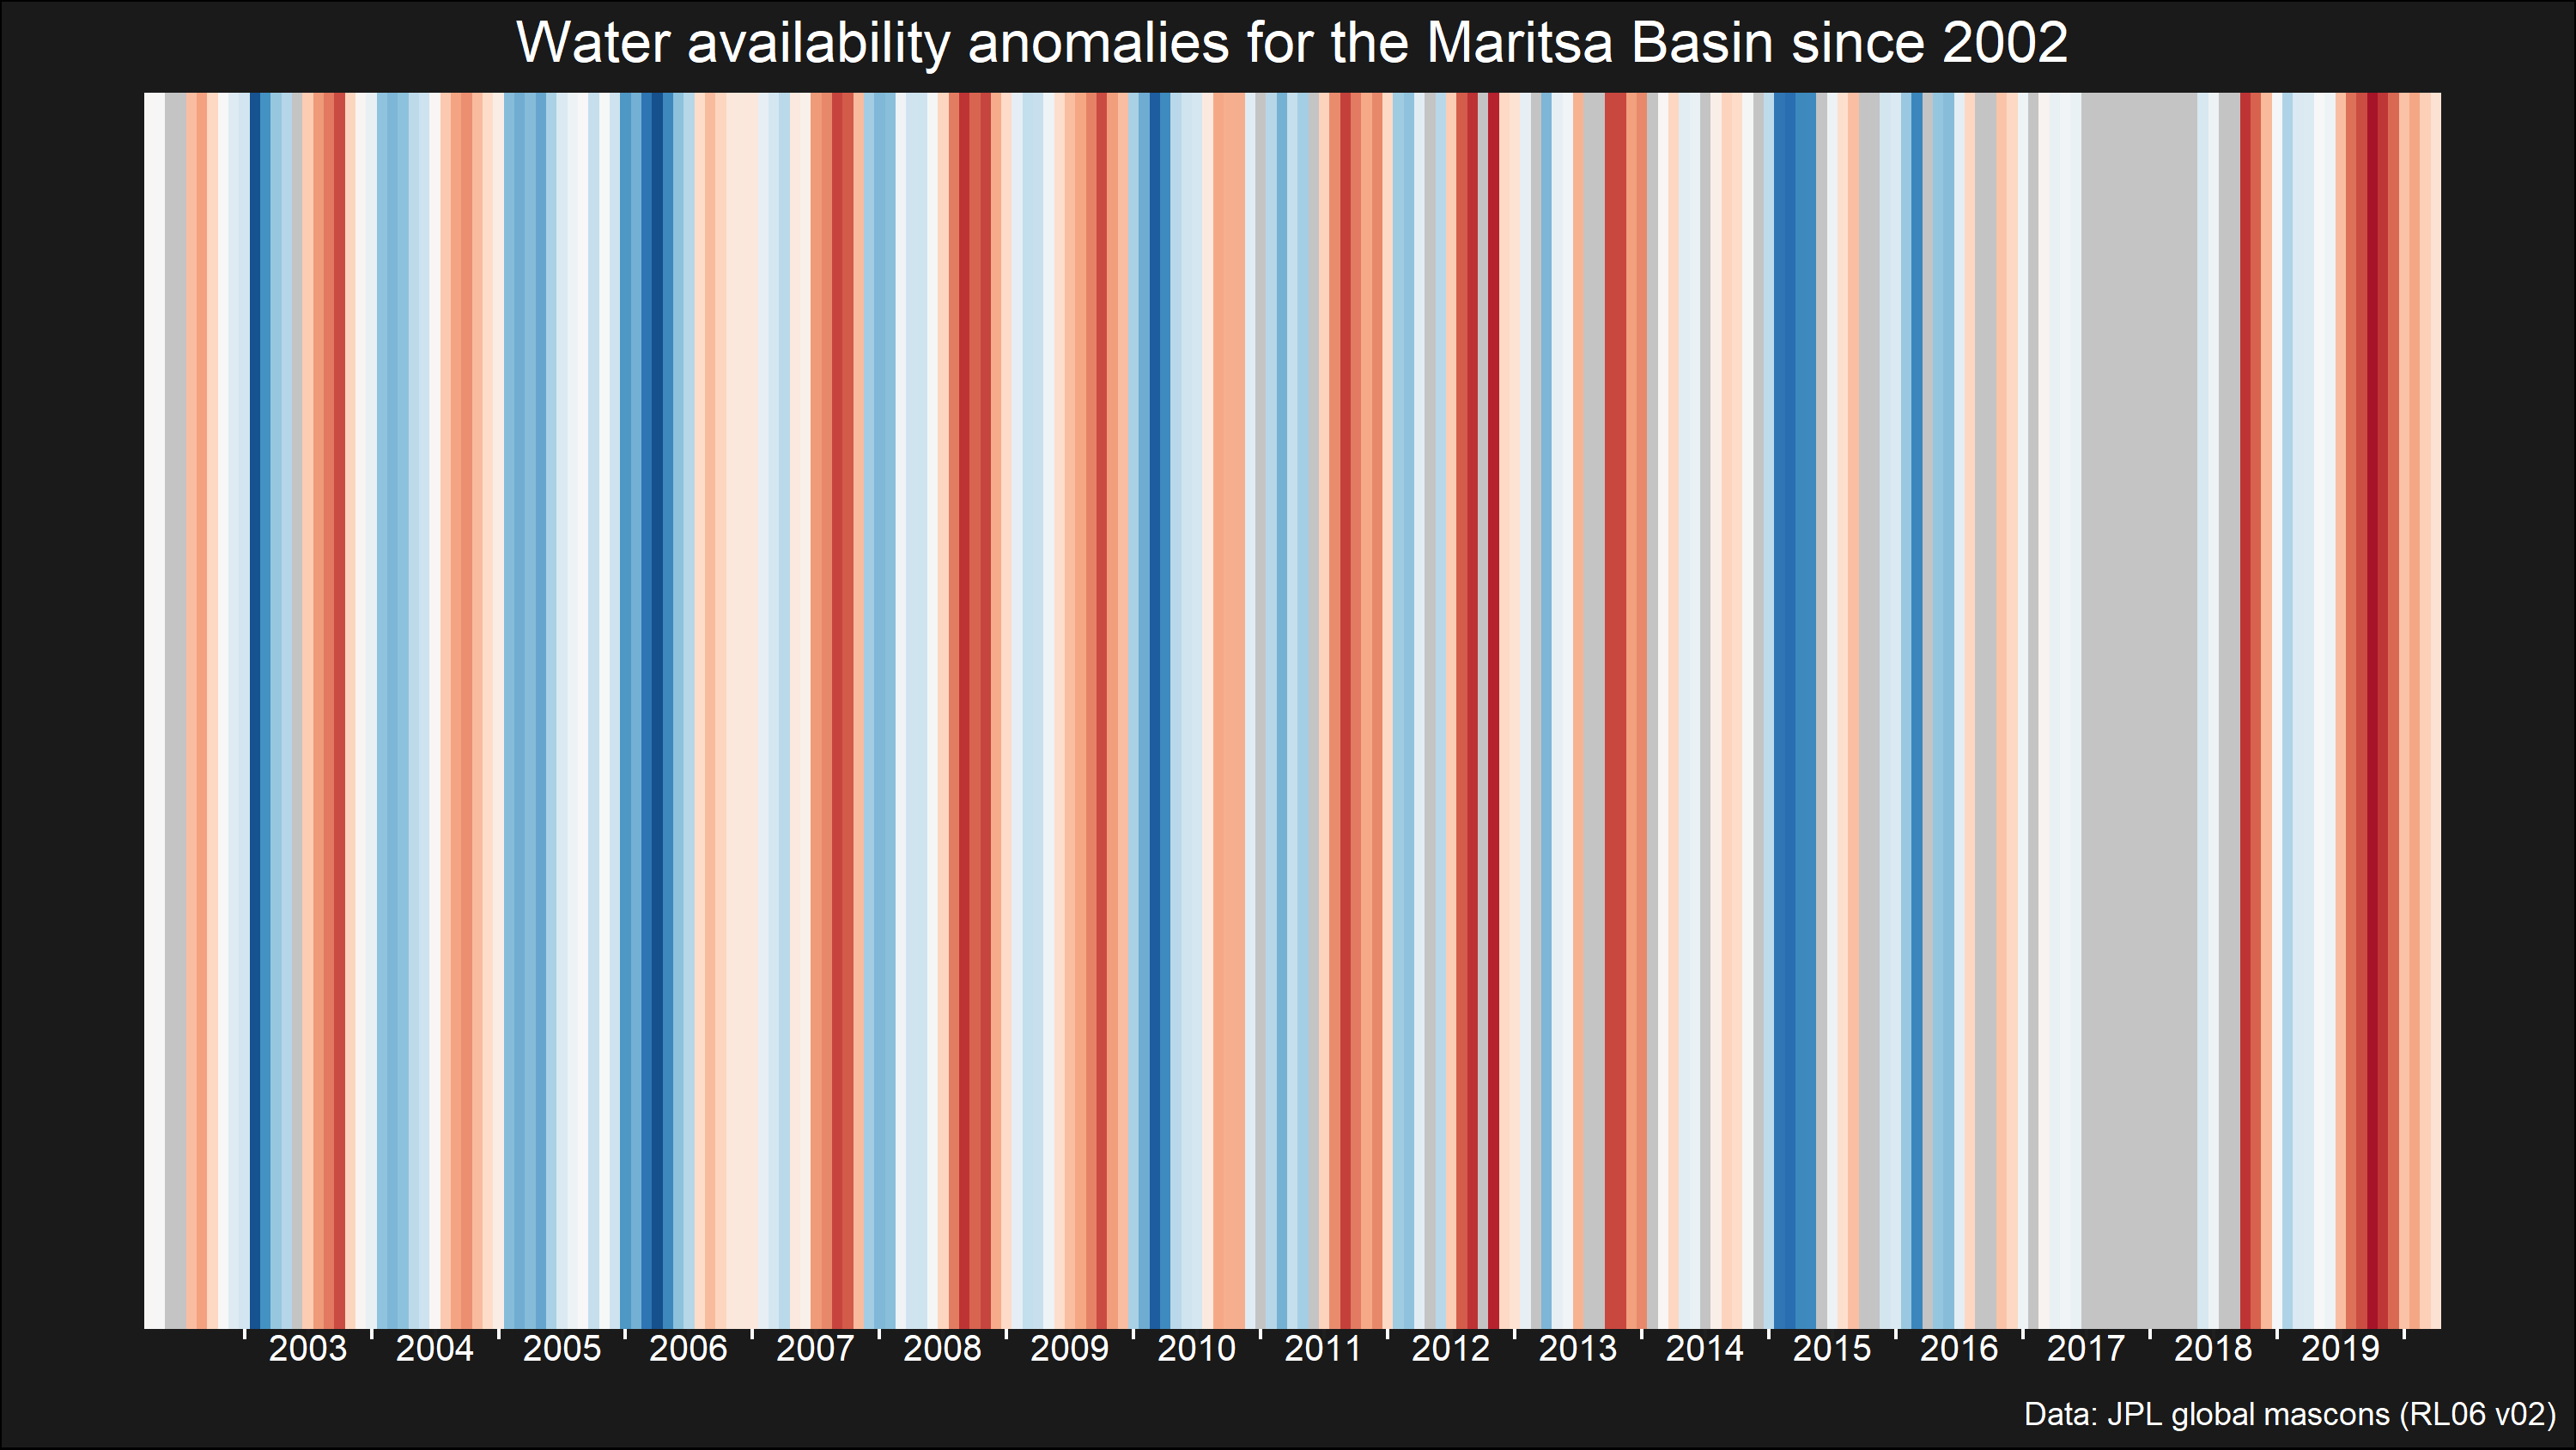 Water availability anomalies for the Maritsa Basin since 2002
2003 2004 2005 2006 2007 2008 2009 2010 2011 2012 2013 2014 2015 2016 2017 2018 2019
Data: JPL global mascons (RL06 v02)